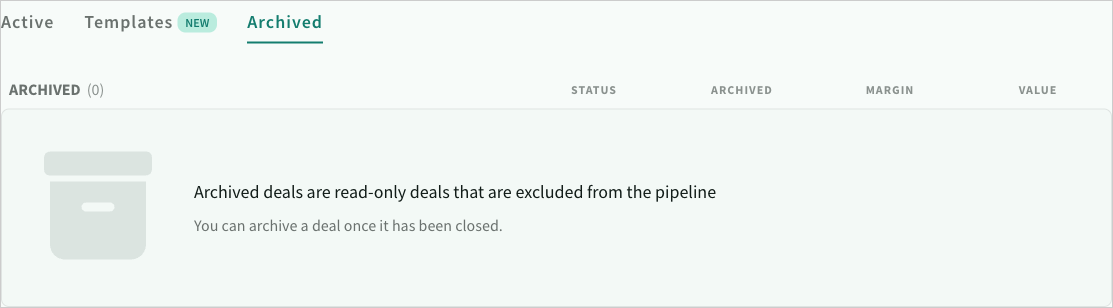 Active Templates NEW Archived
ARCHIVED (0) STATUS ARCHIVED MARGIN VALUE
Archived deals are read-only deals that are excluded from the pipeline
You can archive a deal once it has been closed.